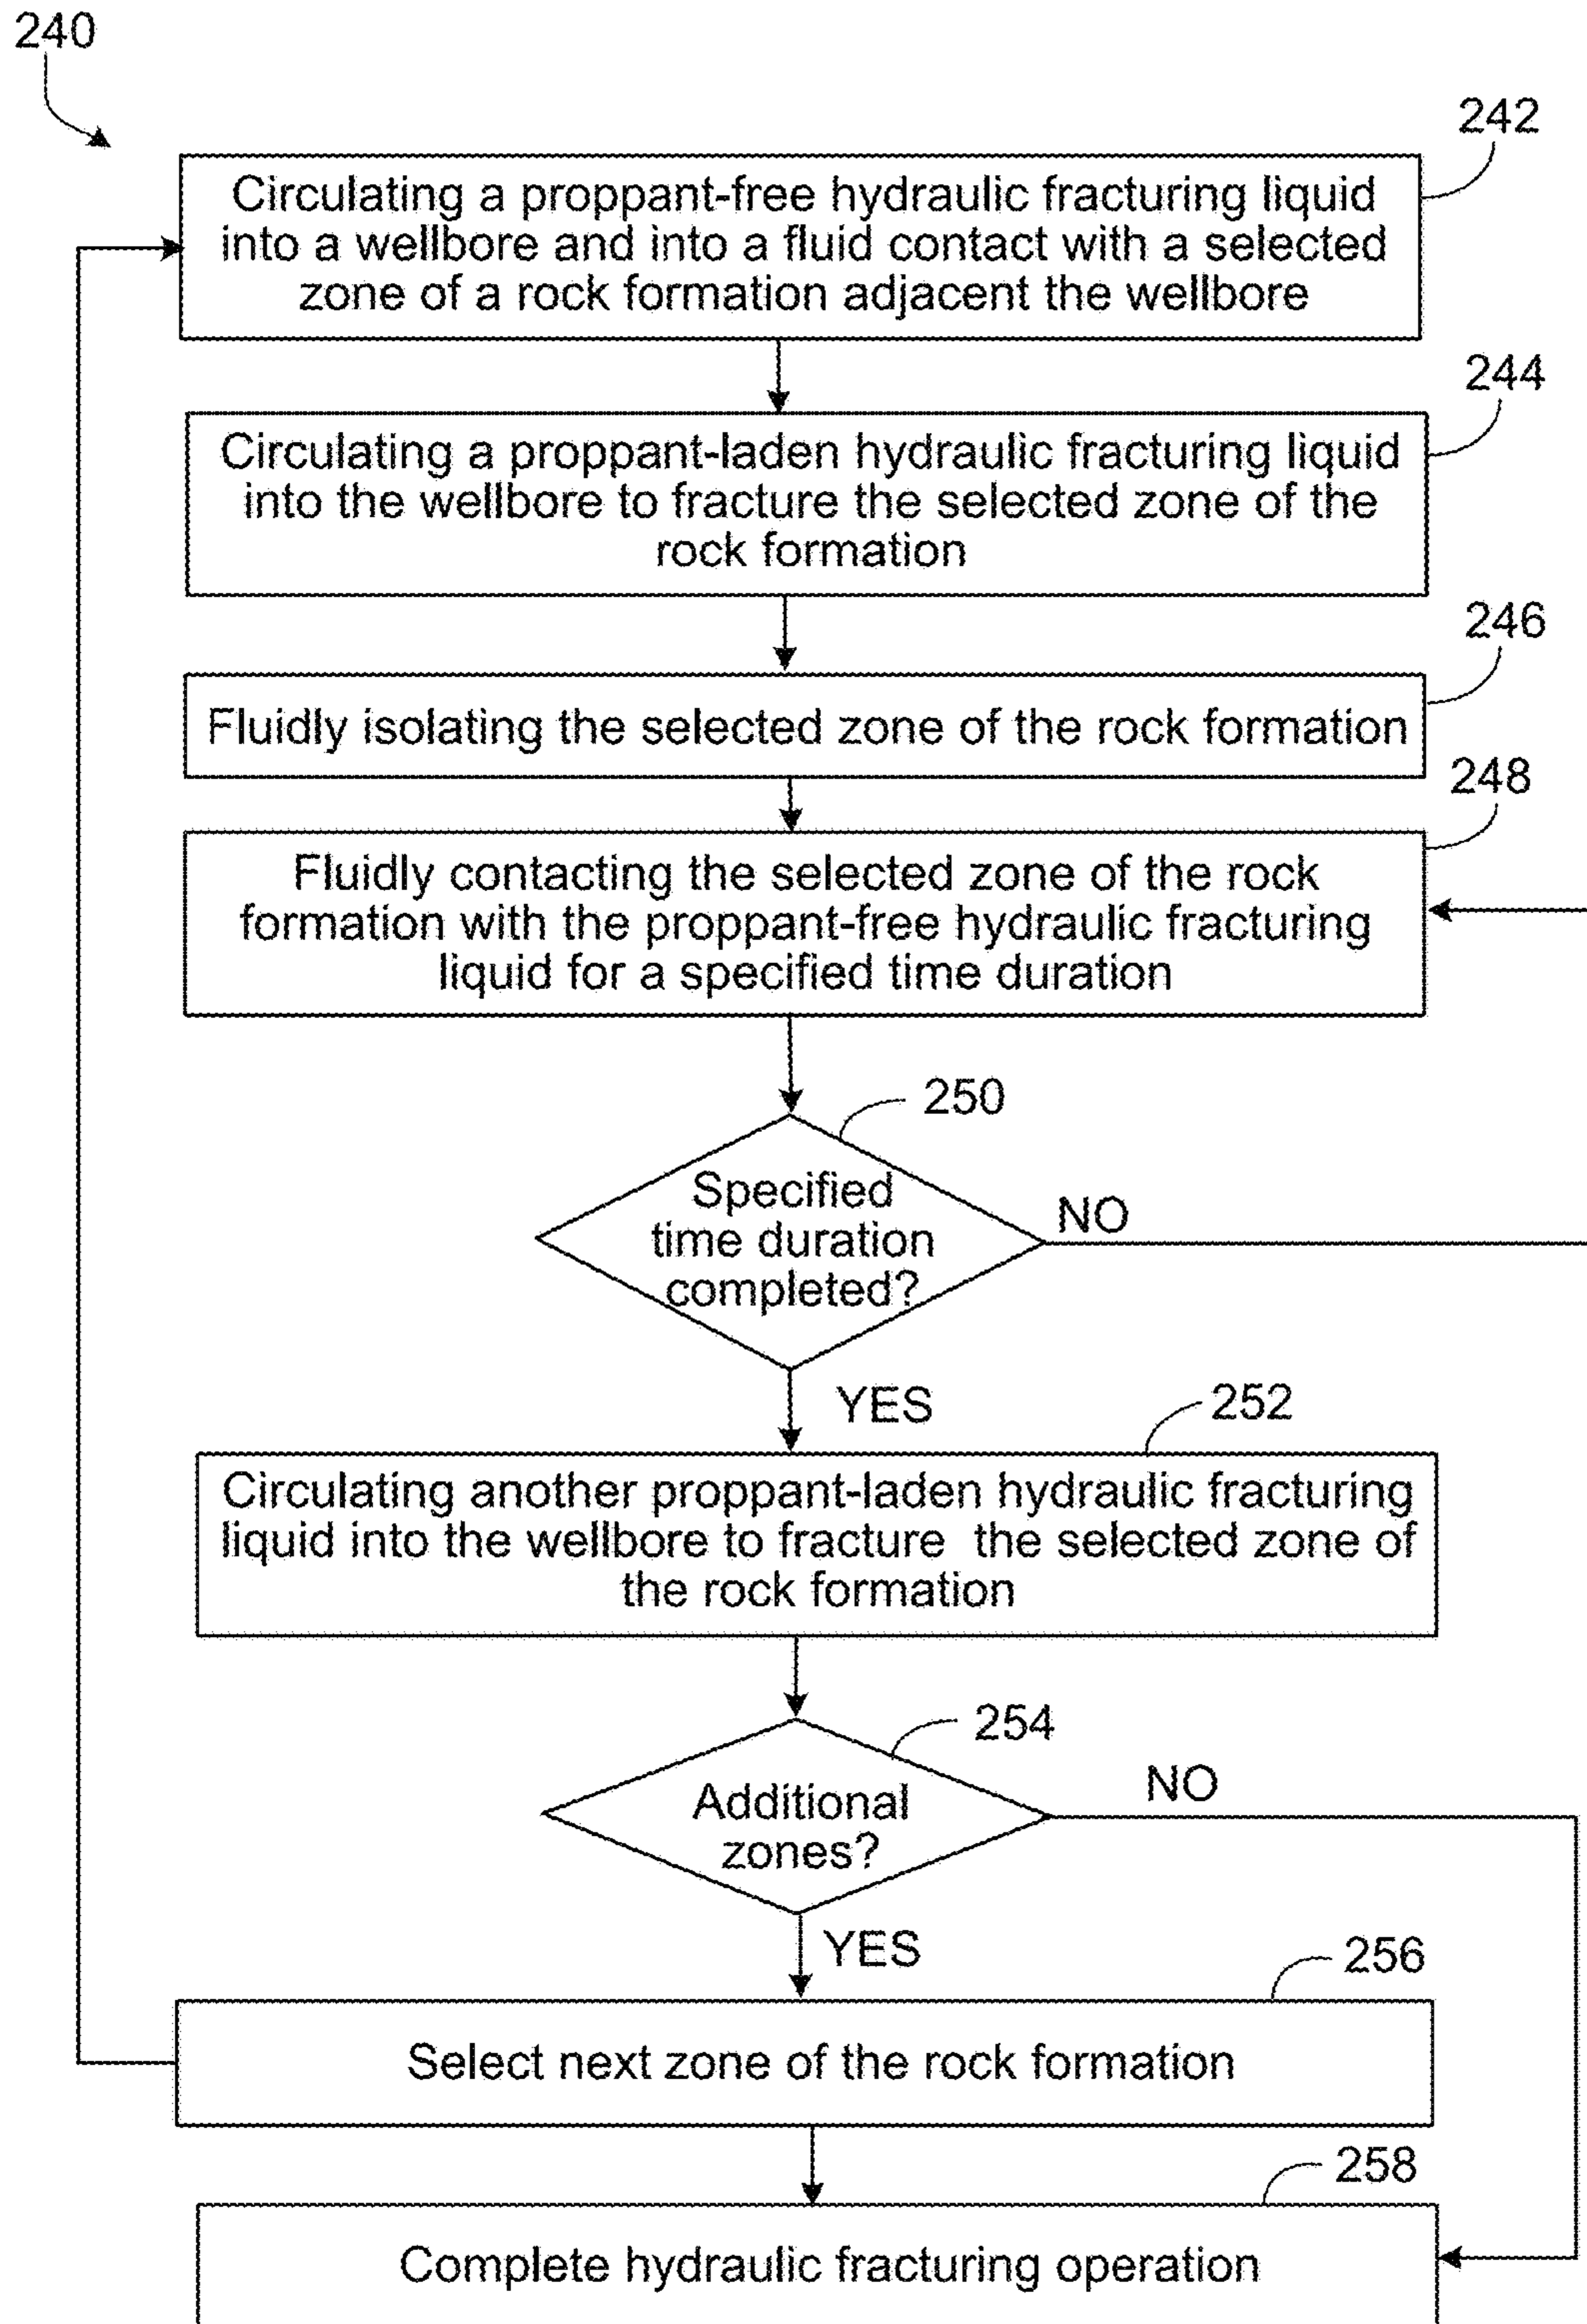 240
242
Circulating a proppant-free hydraulic fracturing liquid
into a wellbore and into a fluid contact with a selected
zone of a rock formation adjacent the wellbore
244
Circulating a proppant-laden hydraulic fracturing liquid
into the wellbore to fracture the selected zone of the
rock formation
246
Fluidly isolating the selected zone of the rock formation
248
Fluidly contacting the selected zone of the rock
formation with the proppant-free hydraulic fracturing
liquid for a specified time duration
250
Specified
time duration
completed?
NO
YES
252
Circulating another proppant-laden hydraulic fracturing
liquid into the wellbore to fracture the selected zone of
the rock formation
254
Additional
zones?
NO
YES
256
Select next zone of the rock formation
258
Complete hydraulic fracturing operation